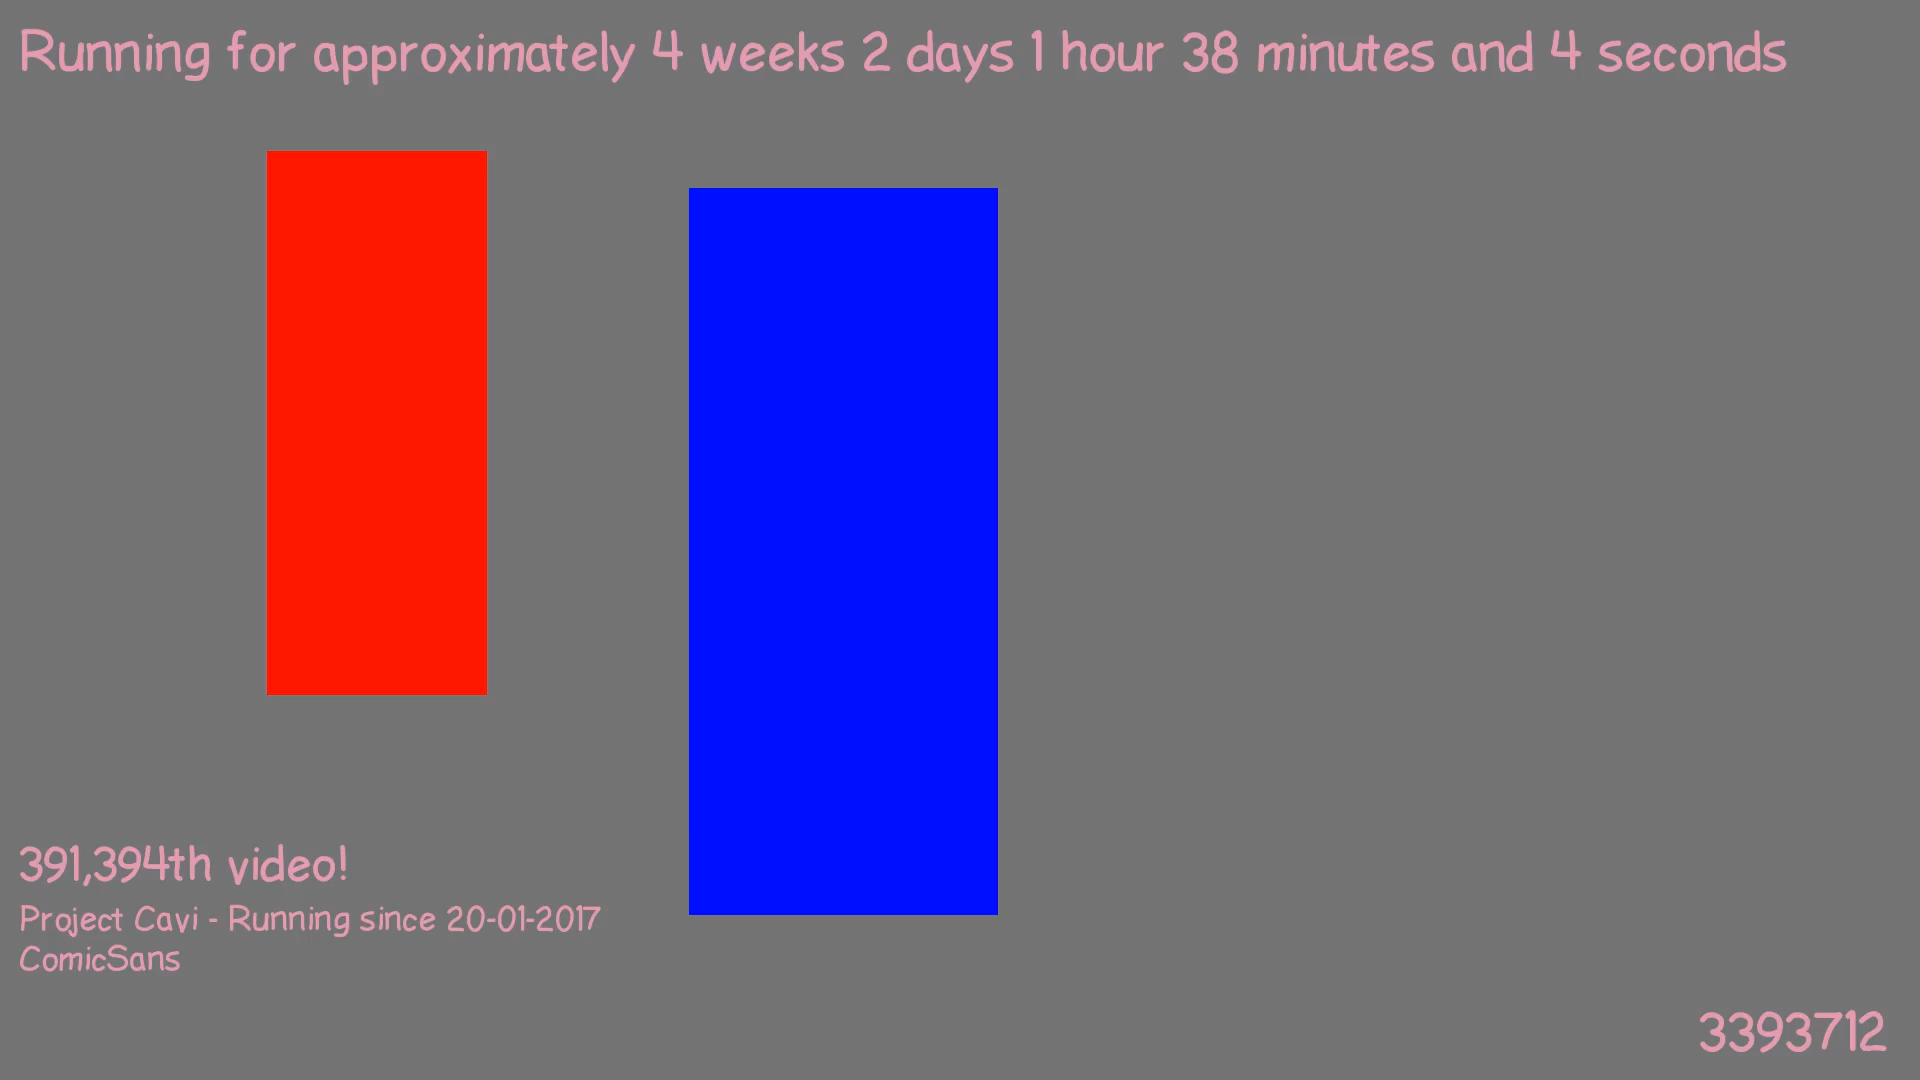 Running for approximately 4 weeks 2 days 1 hour 38 minutes and 4 seconds
391,394th video!
Project Cavi - Running since 20-01-2017
ComicSans
3393712